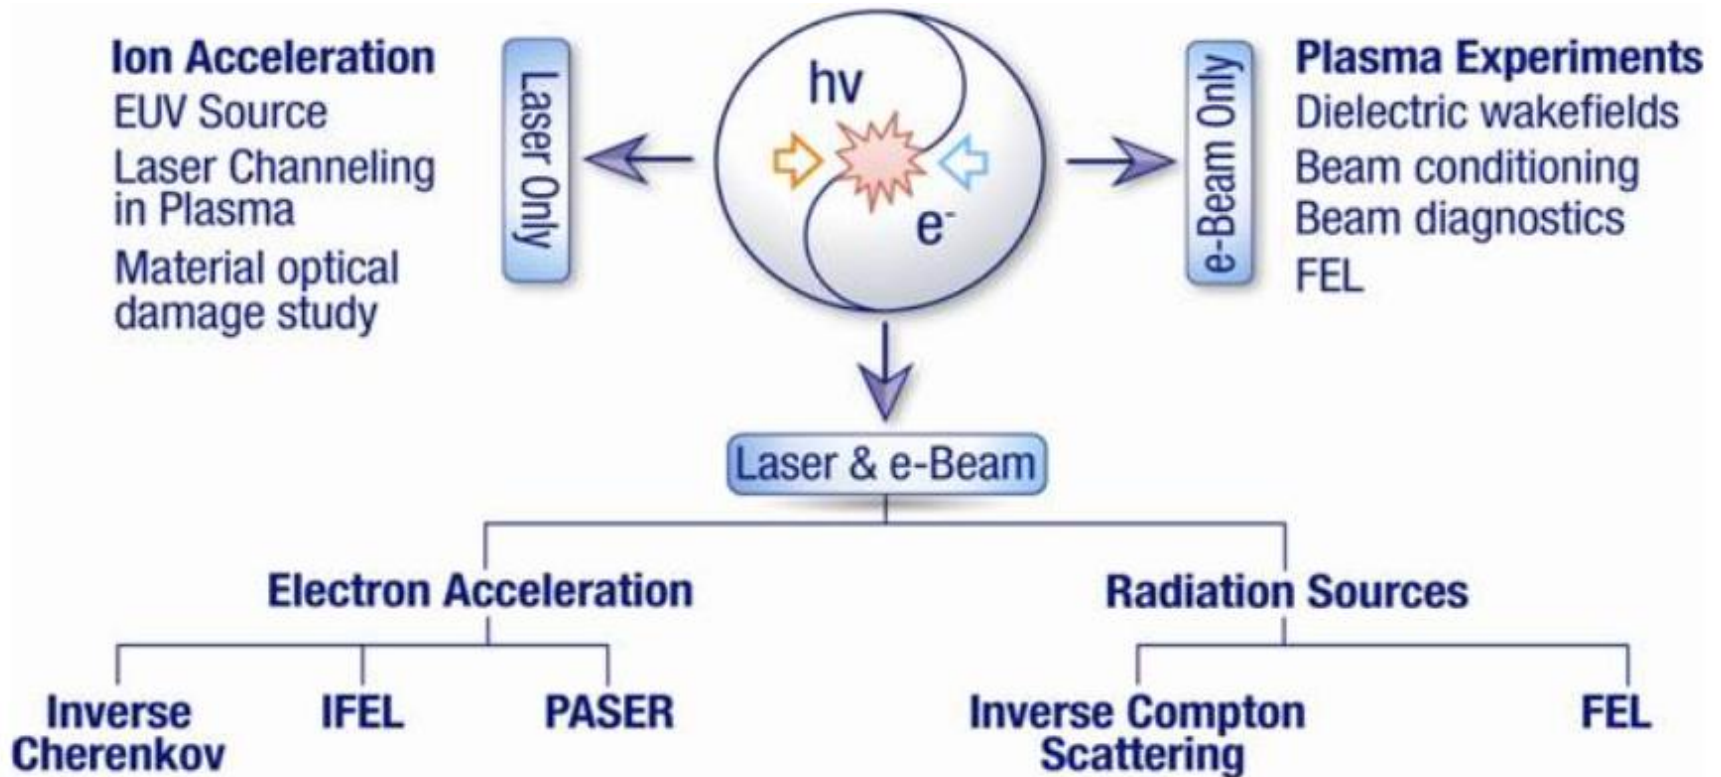 Ion Acceleration
EUV Source
Laser Channeling
in Plasma
Material optical
damage study
Laser Only
hν
e-
e-Beam Only
Plasma Experiments
Dielectric wakefields
Beam conditioning
Beam diagnostics
FEL
Laser & e-Beam
Electron Acceleration
Radiation Sources
Inverse
Cherenkov
IFEL
PASER
Inverse Compton
Scattering
FEL